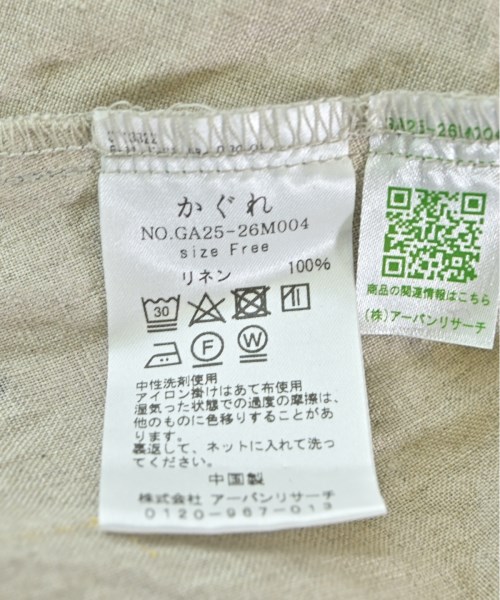 かぐれ
NO.GA25-26M004
size Free
リネン 100%
30
F W
中性洗剤使用
アイロン掛けはあて布使用
湿気った状態での過度の摩擦は、
他のものに色移りすることがあ
ります。
裏返して、ネットに入れて洗っ
てください。
中国製
株式会社 アーバンリサーチ
0120-967-013
GA25-26M00
商品の関連情報はこちら
(株)アーバンリサーチ